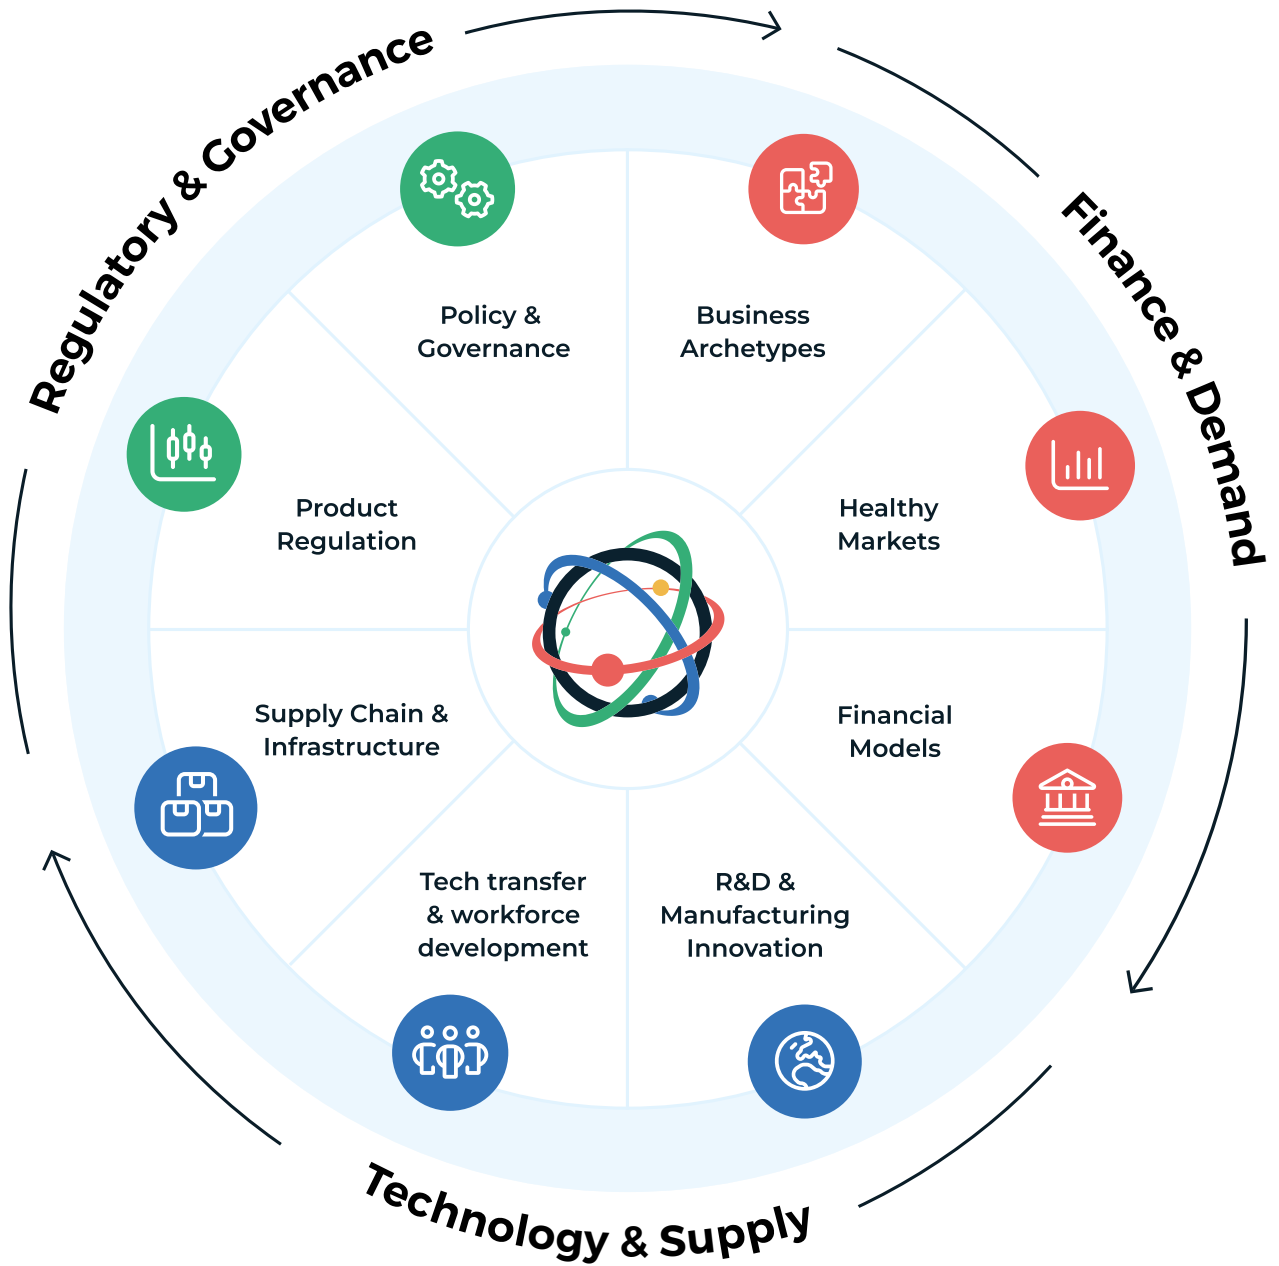 Regulatory & Governance
Finance & Demand
Policy &
Governance
Business
Archetypes
Product
Regulation
Healthy
Markets
Supply Chain &
Infrastructure
Financial
Models
Tech transfer
& workforce
development
R&D &
Manufacturing
Innovation
Technology & Supply